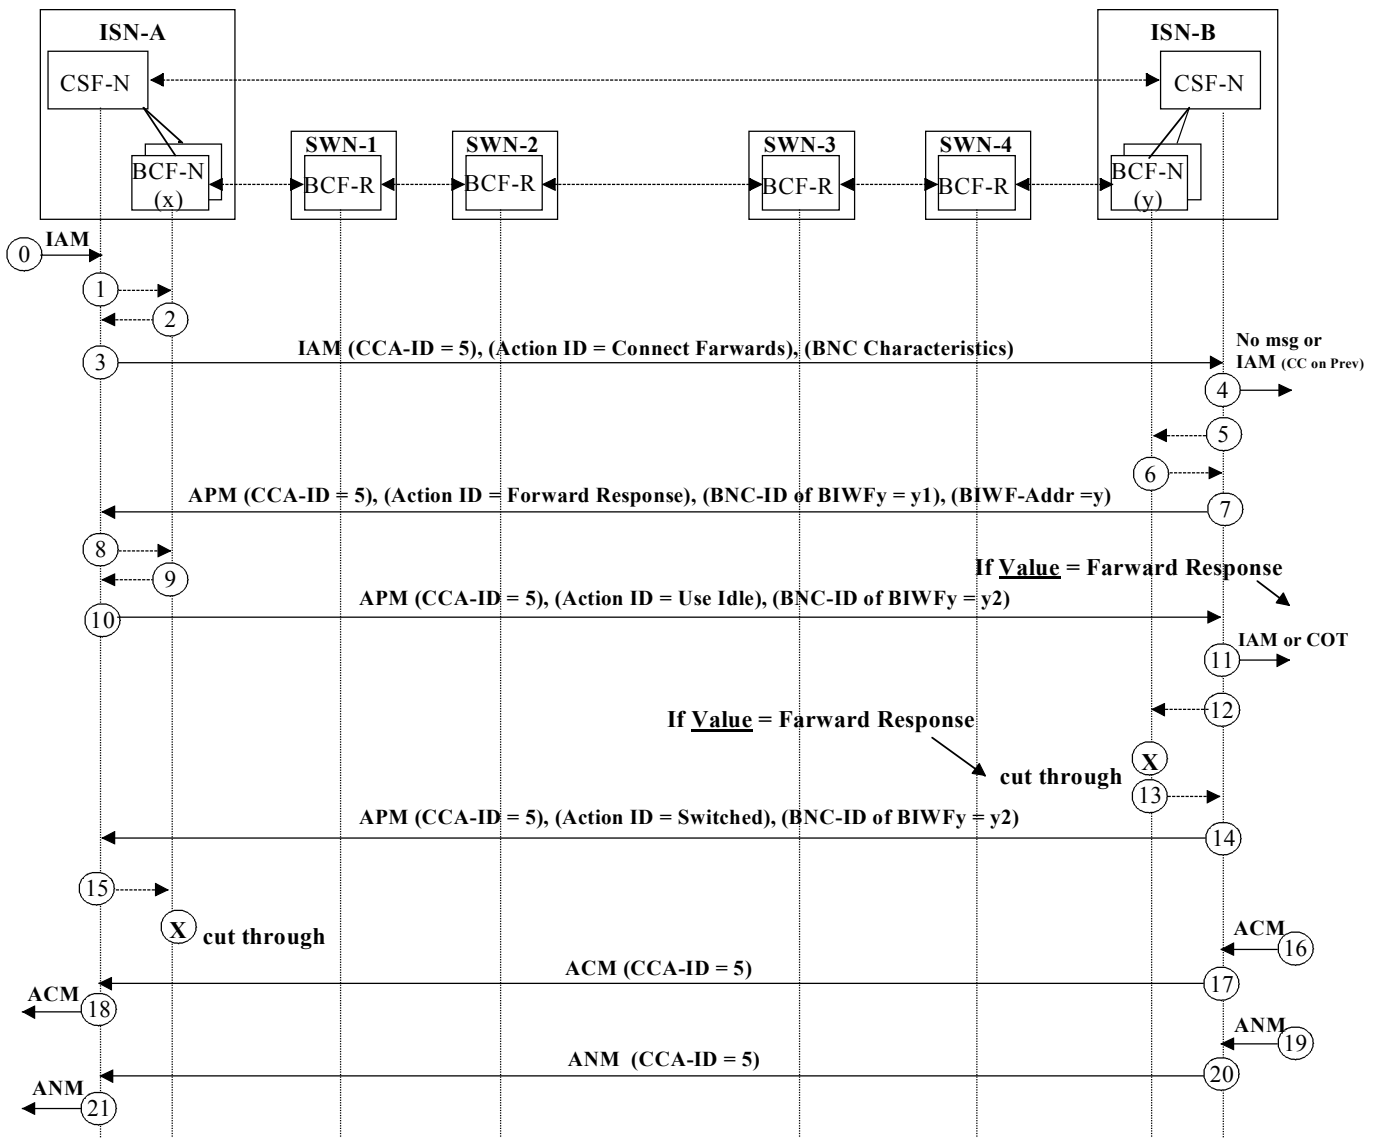 ISN-A
ISN-B
CSF-N
CSF-N
SWN-1
SWN-2
SWN-3
SWN-4
BCF-N
(x)
BCF-R
BCF-R
BCF-R
BCF-R
BCF-N
(y)
0
IAM
1
2
3
IAM (CCA-ID = 5), (Action ID = Connect Farwards), (BNC Characteristics)
No msg or
IAM (CC on Prev)
4
5
6
APM (CCA-ID = 5), (Action ID = Forward Response), (BNC-ID of BIWFy = y1), (BIWF-Addr =y)
7
8
9
If Value = Farward Response
10
APM (CCA-ID = 5), (Action ID = Use Idle), (BNC-ID of BIWFy = y2)
IAM or COT
11
12
If Value = Farward Response
X
cut through
13
APM (CCA-ID = 5), (Action ID = Switched), (BNC-ID of BIWFy = y2)
14
15
X
cut through
ACM
16
ACM (CCA-ID = 5)
17
ACM
18
ANM
19
ANM (CCA-ID = 5)
20
ANM
21